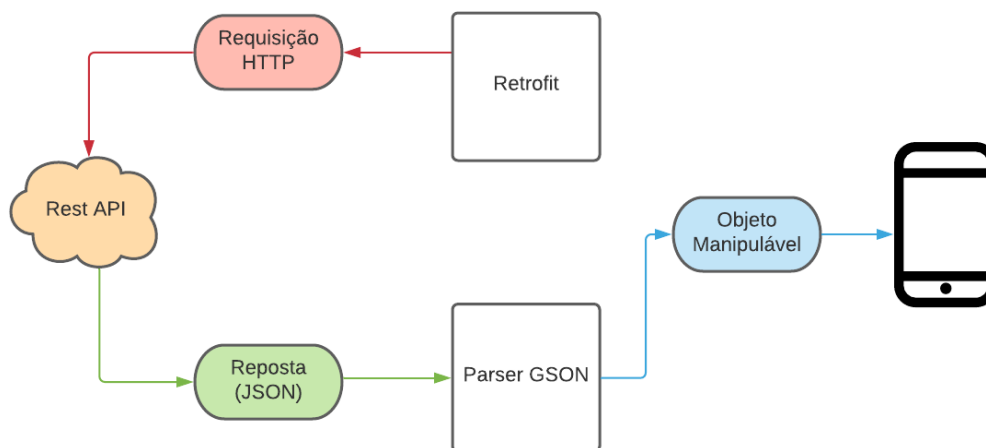 Requisição
HTTP
Retrofit
Rest API
Objeto
Manipulável
Reposta
(JSON)
Parser GSON